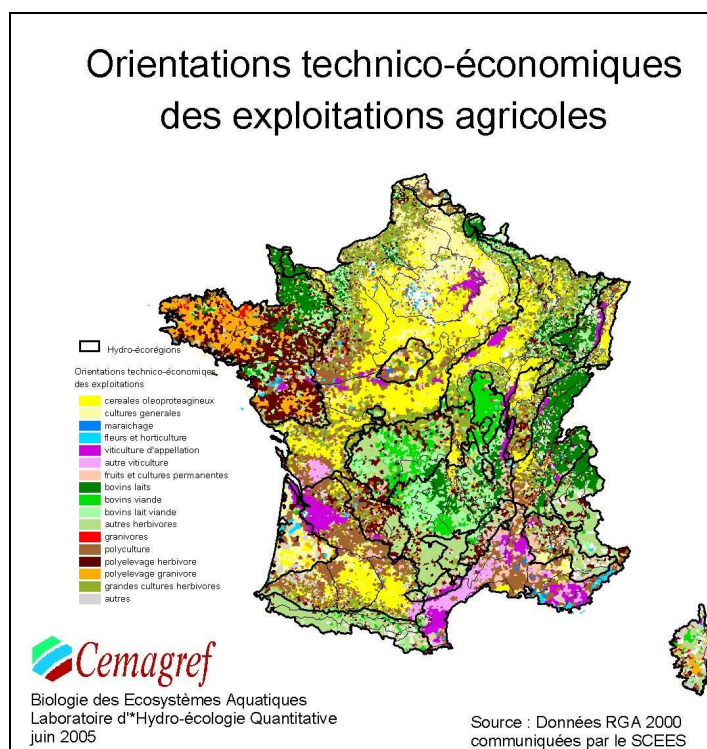 Orientations technico-économiques
des exploitations agricoles
Hydro-écorégions
Orientations technico-économiques
des exploitations
cereales oleoproteagineux
cultures generales
maraichage
fleurs et horticulture
viticulture d'appellation
autre viticulture
fruits et cultures permanentes
bovins laits
bovins viande
bovins lait viande
autres herbivores
granivores
polyculture
polyelevage herbivore
polyelevage granivore
grandes cultures herbivores
autres
Cemagref
Biologie des Ecosystèmes Aquatiques
Laboratoire d'*Hydro-écologie Quantitative
juin 2005
Source : Données RGA 2000
communiquées par le SCEES